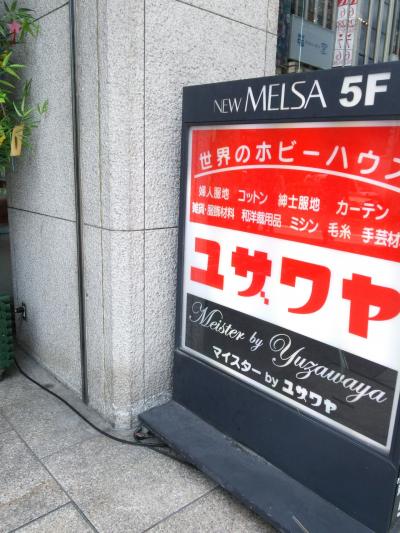 NEW MELSA 5F
世界のホビーハウス
婦人服地 コットン 紳士服地 カーテン
雑貨・服飾材料 和洋裁用品 ミシン 毛糸 手芸材
ユザワヤ
Meister by Yuzawaya
マイスター by ユザワヤ